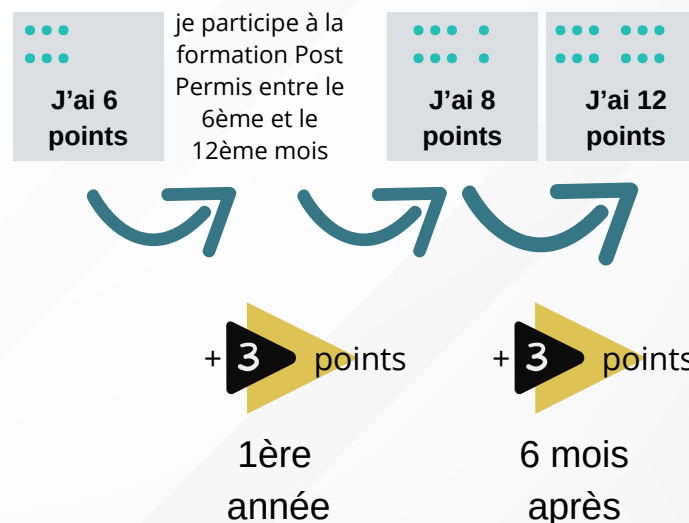 J’ai 6
points
je participe à la
formation Post
Permis entre le
6ème et le
12ème mois
J’ai 8
points
J’ai 12
points
+ 3 points
1ère
année
+ 3 points
6 mois
après